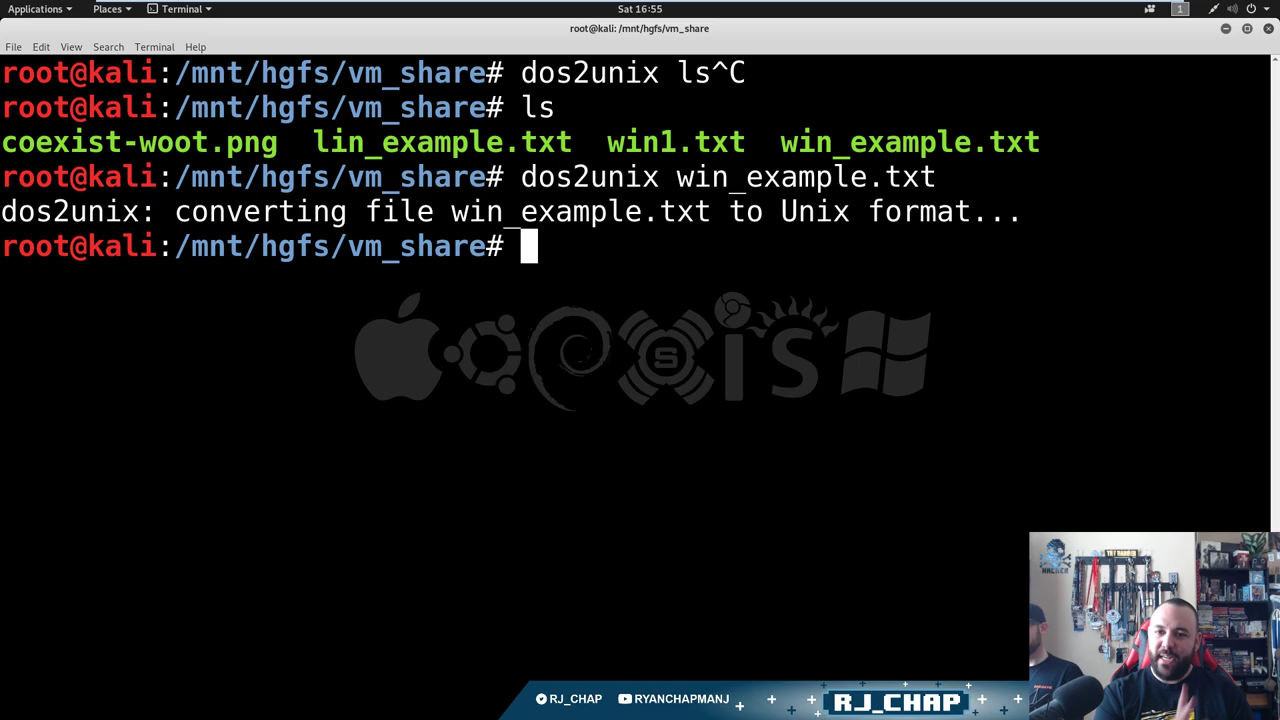 Applications Places Terminal Sat 16:55 1
root@kali: /mnt/hgfs/vm_share
File Edit View Search Terminal Help
root@kali:/mnt/hgfs/vm_share# dos2unix ls^C
root@kali:/mnt/hgfs/vm_share# ls
coexist-woot.png lin_example.txt win1.txt win_example.txt
root@kali:/mnt/hgfs/vm_share# dos2unix win_example.txt
dos2unix: converting file win_example.txt to Unix format...
root@kali:/mnt/hgfs/vm_share#
RJ_CHAP RYANCHAPMANJ RJ_CHAP